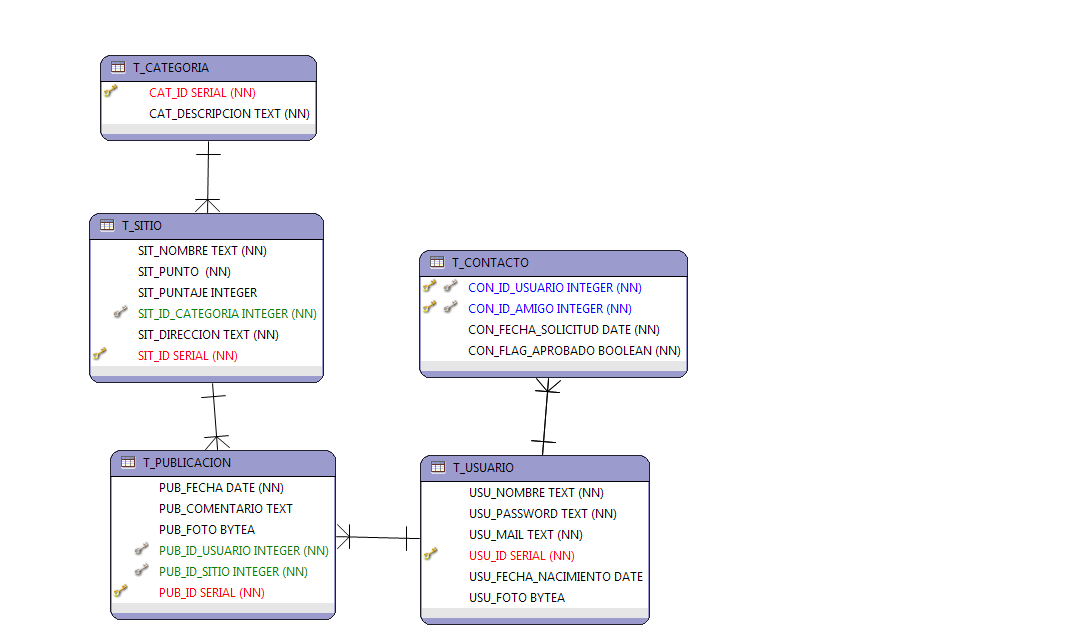 T_CATEGORIA
CAT_ID SERIAL (NN)
CAT_DESCRIPCION TEXT (NN)
T_SITIO
SIT_NOMBRE TEXT (NN)
SIT_PUNTO (NN)
SIT_PUNTAJE INTEGER
SIT_ID_CATEGORIA INTEGER (NN)
SIT_DIRECCION TEXT (NN)
SIT_ID SERIAL (NN)
T_CONTACTO
CON_ID_USUARIO INTEGER (NN)
CON_ID_AMIGO INTEGER (NN)
CON_FECHA_SOLICITUD DATE (NN)
CON_FLAG_APROBADO BOOLEAN (NN)
T_PUBLICACION
PUB_FECHA DATE (NN)
PUB_COMENTARIO TEXT
PUB_FOTO BYTEA
PUB_ID_USUARIO INTEGER (NN)
PUB_ID_SITIO INTEGER (NN)
PUB_ID SERIAL (NN)
T_USUARIO
USU_NOMBRE TEXT (NN)
USU_PASSWORD TEXT (NN)
USU_MAIL TEXT (NN)
USU_ID SERIAL (NN)
USU_FECHA_NACIMIENTO DATE
USU_FOTO BYTEA